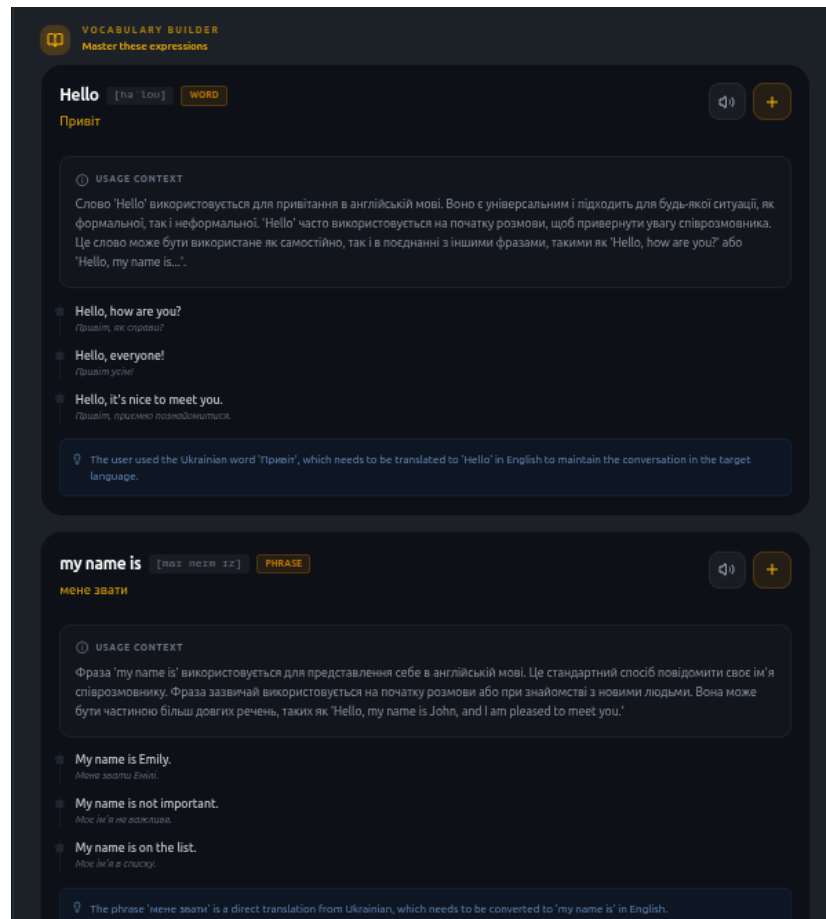 VOCABULARY BUILDER
Master these expressions
Hello [həˈloʊ] WORD
Привіт
USAGE CONTEXT
Слово 'Hello' використовується для привітання в англійській мові. Воно є універсальним і підходить для будь-якої ситуації, як
формальної, так і неформальної. 'Hello' часто використовується на початку розмови, щоб привернути увагу співрозмовника.
Це слово може бути використане як самостійно, так і в поєднанні з іншими фразами, такими як 'Hello, how are you?' або
'Hello, my name is...'.
Hello, how are you?
Привіт, як справи?
Hello, everyone!
Привіт усім!
Hello, it's nice to meet you.
Привіт, приємно познайомитися.
The user used the Ukrainian word 'Привіт', which needs to be translated to 'Hello' in English to maintain the conversation in the target
language.
my name is [maɪ neɪm ɪz] PHRASE
мене звати
USAGE CONTEXT
Фраза 'my name is' використовується для представлення себе в англійській мові. Це стандартний спосіб повідомити своє ім'я
співрозмовнику. Фраза зазвичай використовується на початку розмови або при знайомстві з новими людьми. Вона може
бути частиною більш довгих речень, таких як 'Hello, my name is John, and I am pleased to meet you.'
My name is Emily.
Мене звати Емілі.
My name is not important.
Моє ім'я не важливе.
My name is on the list.
Моє ім'я в списку.
The phrase 'мене звати' is a direct translation from Ukrainian, which needs to be converted to 'my name is' in English.